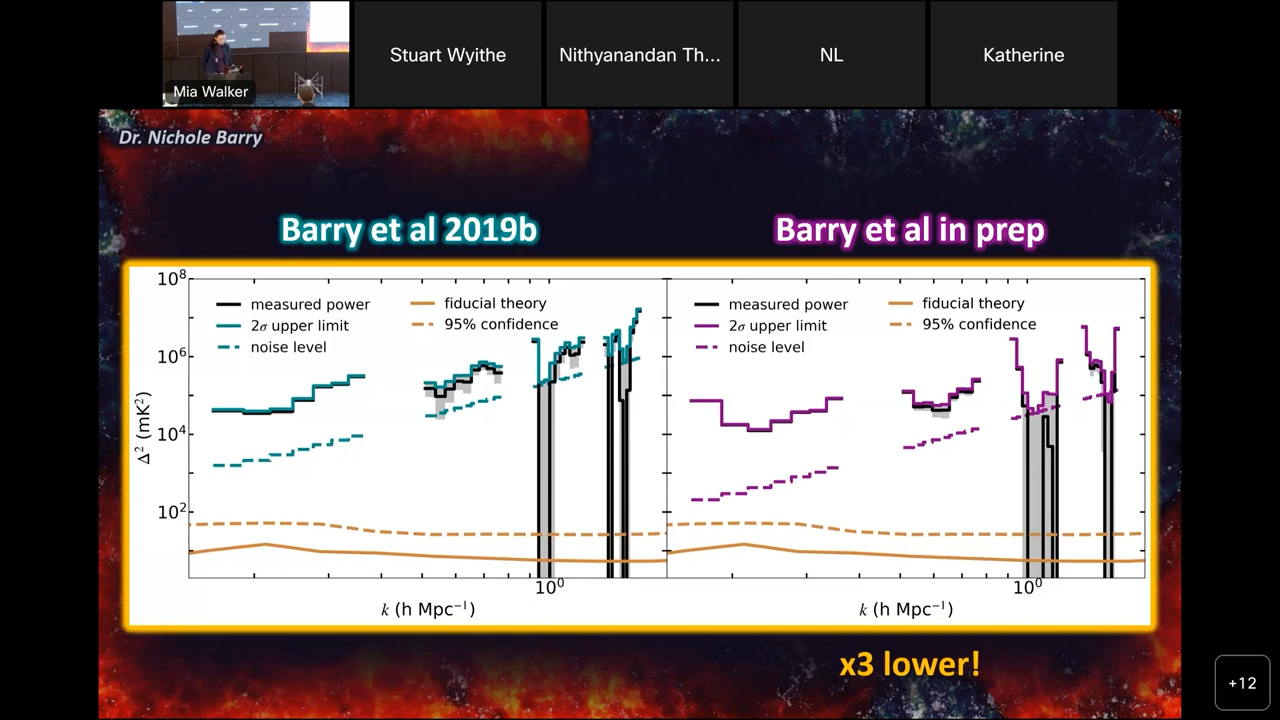 Mia Walker
Stuart Wyithe
Nithyanandan Th...
NL
Katherine
Dr. Nichole Barry
Barry et al 2019b
Barry et al in prep
measured power
2σ upper limit
noise level
fiducial theory
95% confidence
measured power
2σ upper limit
noise level
fiducial theory
95% confidence
10⁸
10⁶
10⁴
10²
Δ² (mK²)
10⁰
10⁰
k (h Mpc⁻¹)
k (h Mpc⁻¹)
x3 lower!
+12